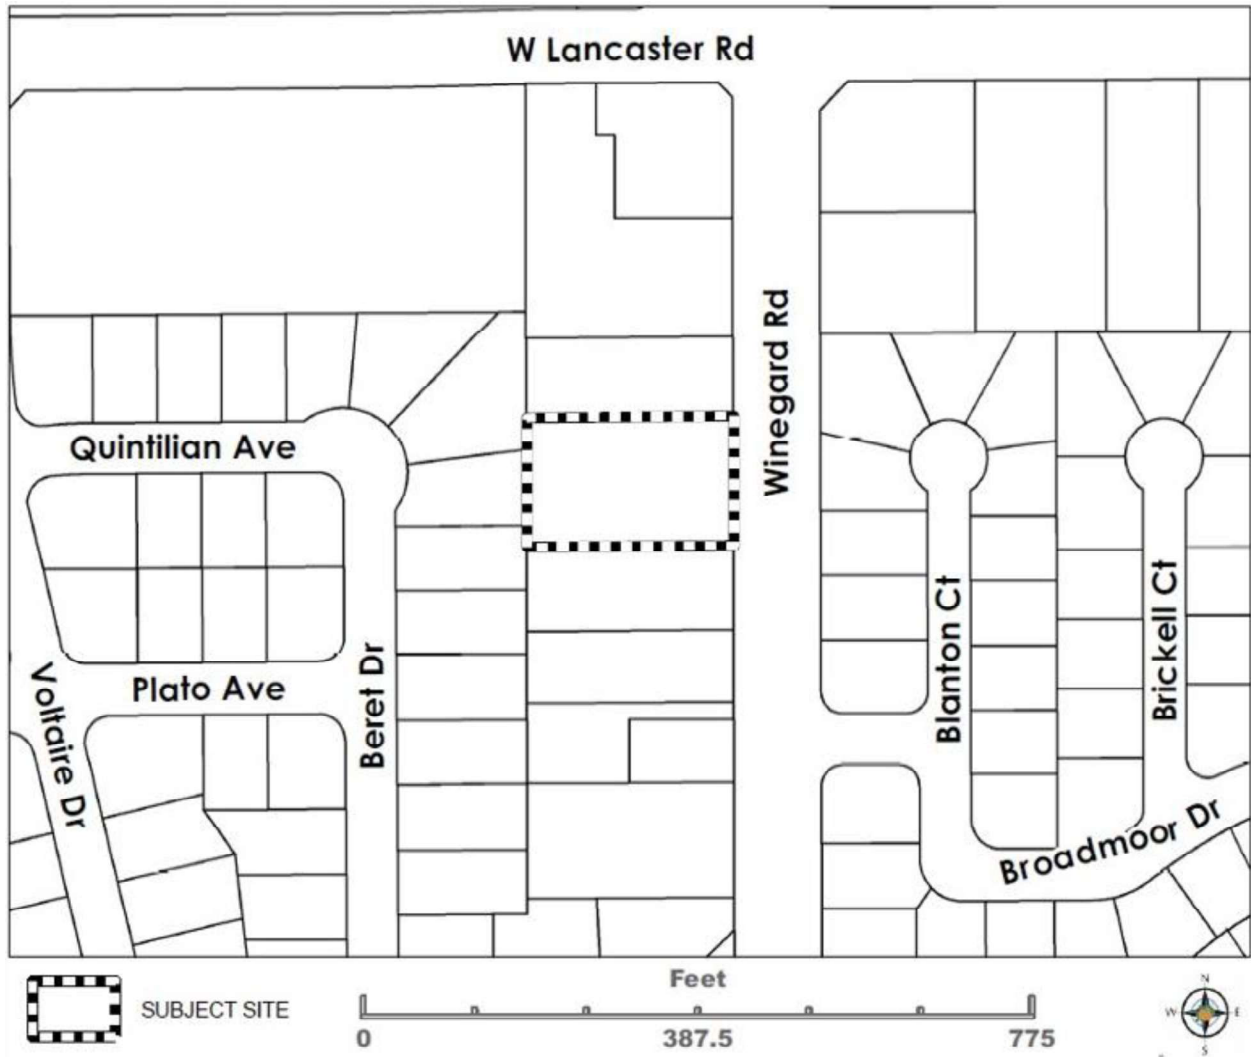 W Lancaster Rd
Winegard Rd
Quintilian Ave
Plato Ave
Voltaire Dr
Beret Dr
Blanton Ct
Brickell Ct
Broadmoor Dr
SUBJECT SITE
Feet
0 387.5 775
N
W E
S